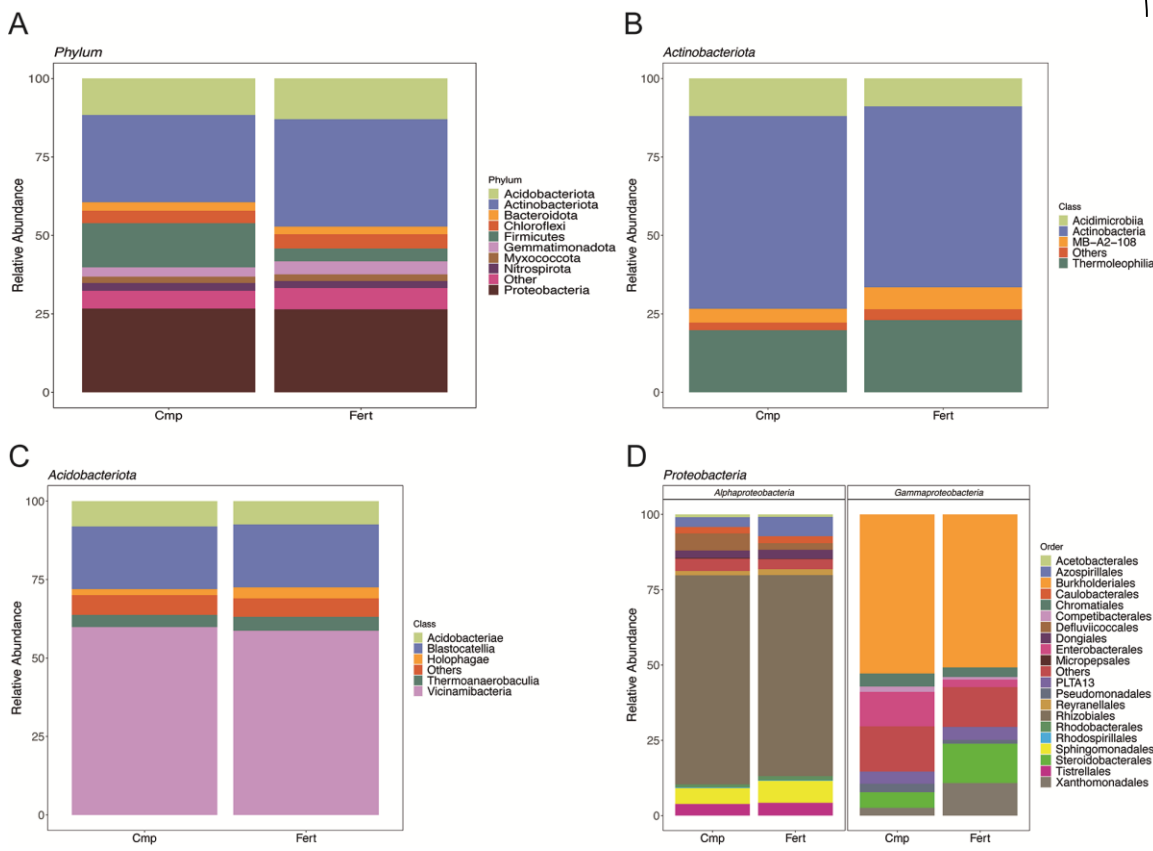 A
Phylum
Relative Abundance
100
75
50
25
0
Cmp
Fert
Phylum
Acidobacteriota
Actinobacteriota
Bacteroidota
Chloroflexi
Firmicutes
Gemmatimonadota
Myxococcota
Nitrospirota
Other
Proteobacteria
B
Actinobacteriota
Relative Abundance
100
75
50
25
0
Cmp
Fert
Class
Acidimicrobiia
Actinobacteria
MB-A2-108
Others
Thermoleophilia
C
Acidobacteriota
Relative Abundance
100
75
50
25
0
Cmp
Fert
Class
Acidobacteriae
Blastocatellia
Holophagae
Others
Thermoanaerobaculia
Vicinamibacteria
D
Proteobacteria
Alphaproteobacteria
Gammaproteobacteria
Relative Abundance
100
75
50
25
0
Cmp
Fert
Cmp
Fert
Order
Acetobacterales
Azospirillales
Burkholderiales
Caulobacterales
Chromatiales
Competibacterales
Defluviicoccales
Dongiales
Enterobacterales
Micropepsales
Others
PLTA13
Pseudomonadales
Reyranellales
Rhizobiales
Rhodobacterales
Rhodospirillales
Sphingomonadales
Steroidobacterales
Tistrellales
Xanthomonadales